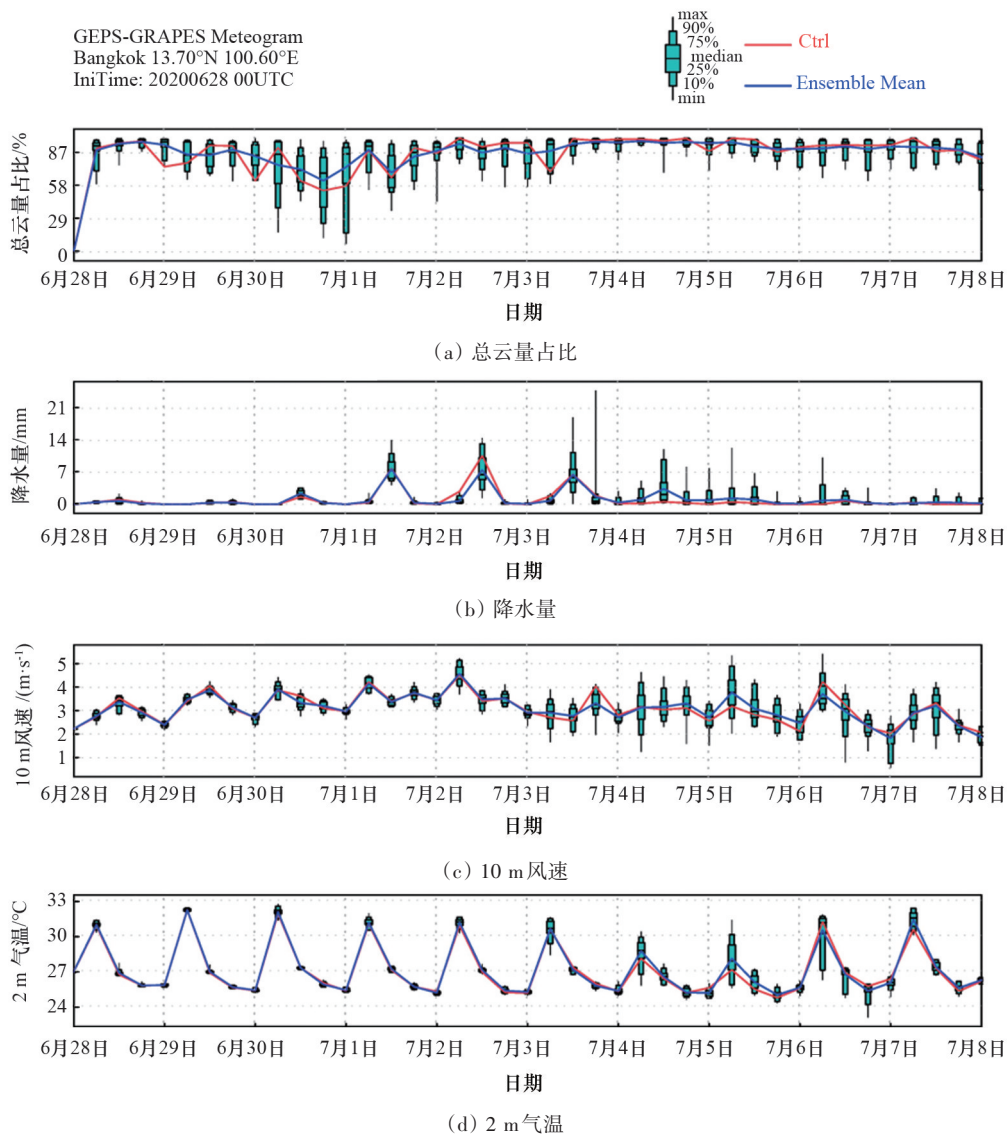 GEPS-GRAPES Meteogram
Bangkok 13.70°N 100.60°E
IniTime: 20200628 00UTC
max
90%
75%
median
25%
10%
min
Ctrl
Ensemble Mean
总云量占比/%
87
58
29
0
6月28日 6月29日 6月30日 7月1日 7月2日 7月3日 7月4日 7月5日 7月6日 7月7日 7月8日
日期
(a) 总云量占比
降水量/mm
21
14
7
0
6月28日 6月29日 6月30日 7月1日 7月2日 7月3日 7月4日 7月5日 7月6日 7月7日 7月8日
日期
(b) 降水量
10 m风速/(m·s⁻¹)
5
4
3
2
1
6月28日 6月29日 6月30日 7月1日 7月2日 7月3日 7月4日 7月5日 7月6日 7月7日 7月8日
日期
(c) 10 m风速
2 m 气温/°C
33
30
27
24
6月28日 6月29日 6月30日 7月1日 7月2日 7月3日 7月4日 7月5日 7月6日 7月7日 7月8日
日期
(d) 2 m气温